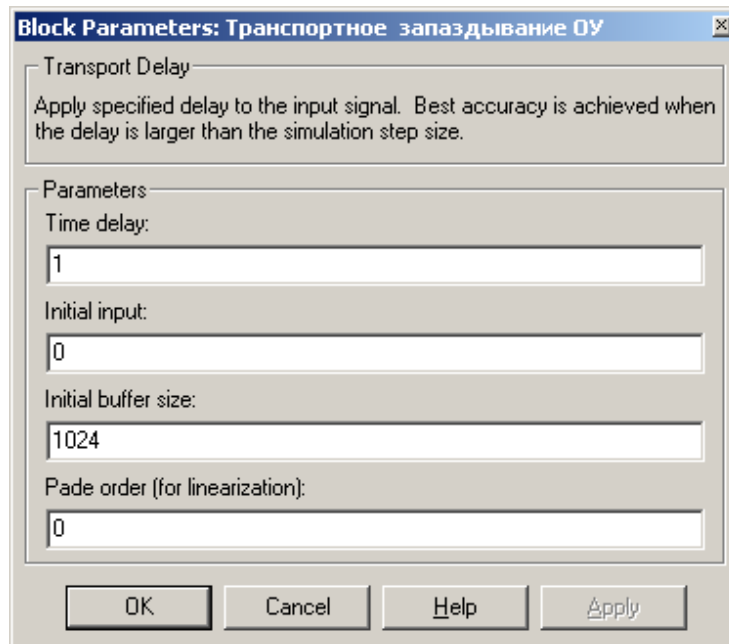 Block Parameters: Транспортное запаздывание ОУ
Transport Delay
Apply specified delay to the input signal. Best accuracy is achieved when
the delay is larger than the simulation step size.
Parameters
Time delay:
1
Initial input:
0
Initial buffer size:
1024
Pade order (for linearization):
0
OK Cancel Help Apply